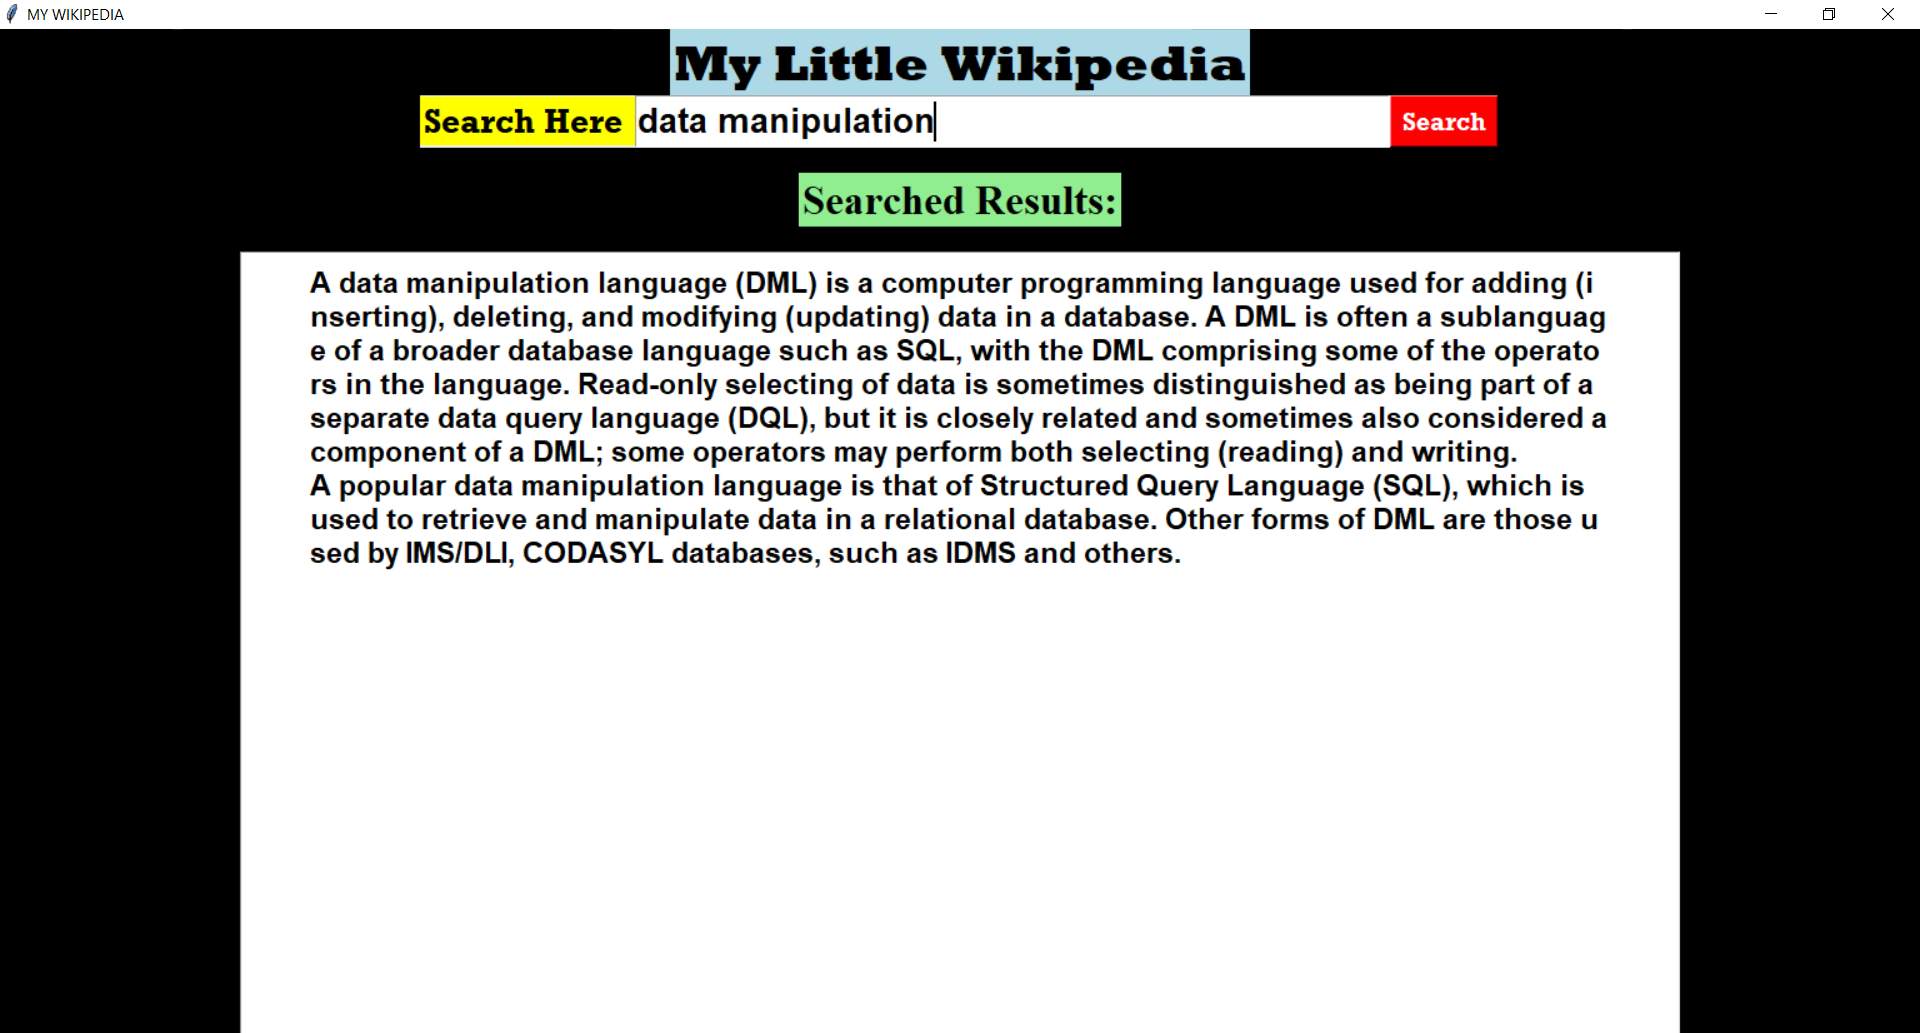 MY WIKIPEDIA
My Little Wikipedia
Search Here data manipulation Search
Searched Results:
A data manipulation language (DML) is a computer programming language used for adding (i
nserting), deleting, and modifying (updating) data in a database. A DML is often a sublanguag
e of a broader database language such as SQL, with the DML comprising some of the operato
rs in the language. Read-only selecting of data is sometimes distinguished as being part of a
separate data query language (DQL), but it is closely related and sometimes also considered a
component of a DML; some operators may perform both selecting (reading) and writing.
A popular data manipulation language is that of Structured Query Language (SQL), which is
used to retrieve and manipulate data in a relational database. Other forms of DML are those u
sed by IMS/DLI, CODASYL databases, such as IDMS and others.